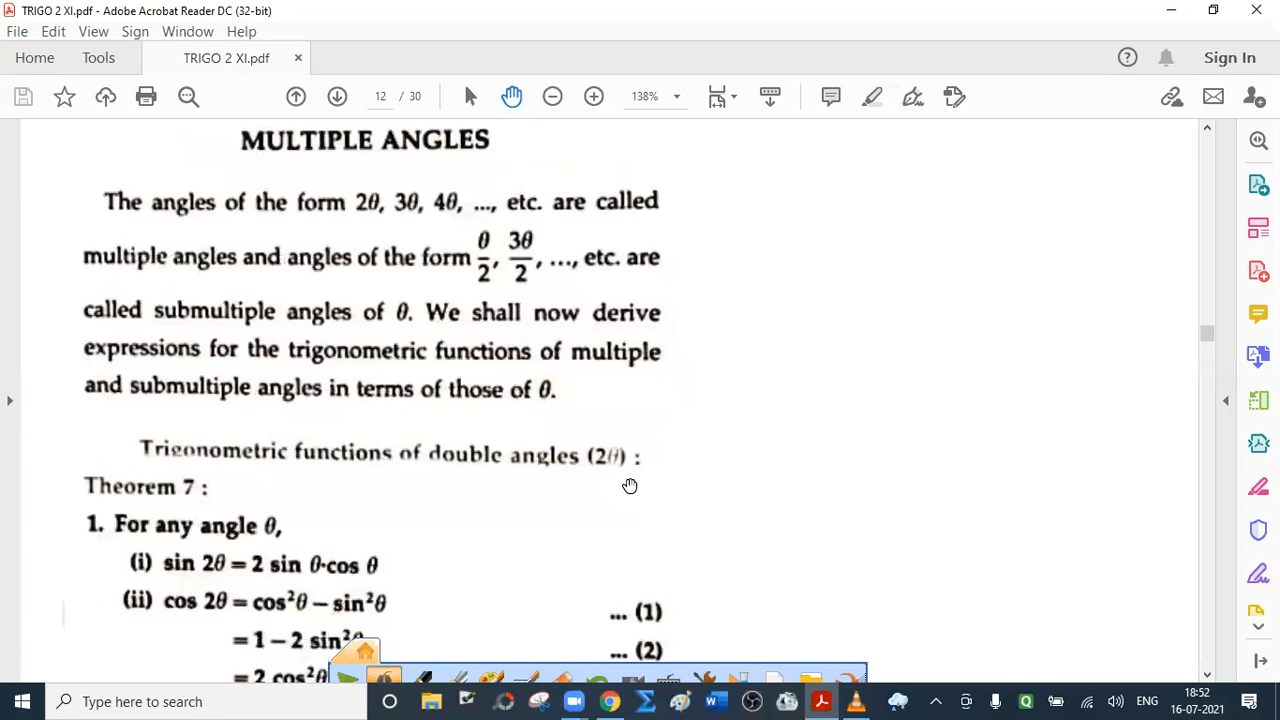 TRIGO 2 XI.pdf - Adobe Acrobat Reader DC (32-bit)
File Edit View Sign Window Help
Home Tools TRIGO 2 XI.pdf × Sign In
12 / 30 138%
MULTIPLE ANGLES
The angles of the form 2θ, 3θ, 4θ, ..., etc. are called
multiple angles and angles of the form θ/2, 3θ/2, ..., etc. are
called submultiple angles of θ. We shall now derive
expressions for the trigonometric functions of multiple
and submultiple angles in terms of those of θ.
Trigonometric functions of double angles (2θ) :
Theorem 7 :
1. For any angle θ,
(i) sin 2θ = 2 sin θ·cos θ
(ii) cos 2θ = cos²θ − sin²θ ... (1)
= 1 − 2 sin²θ ... (2)
= 2 cos²θ
Type here to search
ENG 18:52
16-07-2021